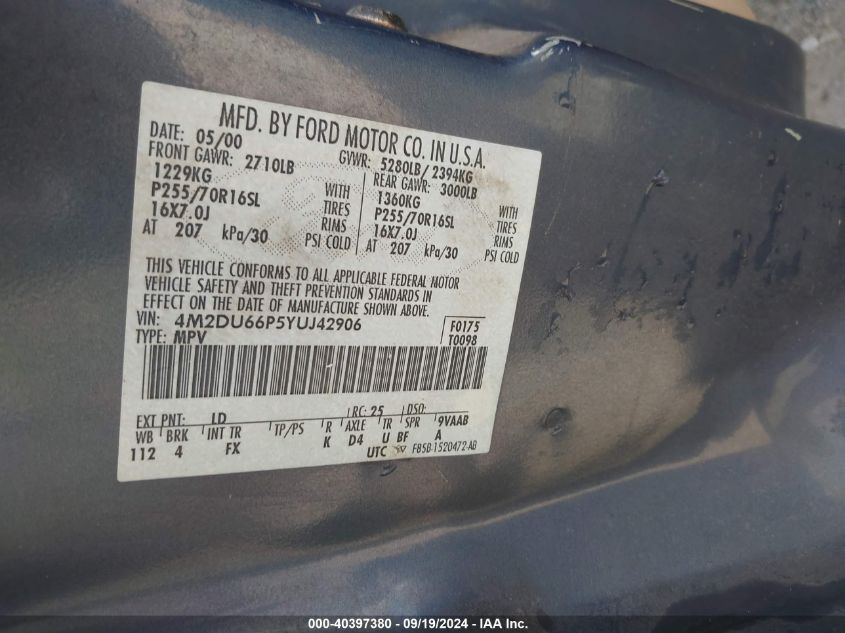 MFD. BY FORD MOTOR CO. IN U.S.A.
DATE: 05/00 GVWR: 5280LB/ 2394KG
FRONT GAWR: 2710LB REAR GAWR: 3000LB
1229KG WITH 1360KG WITH
P255/70R16SL TIRES P255/70R16SL TIRES
16X7.0J RIMS 16X7.0J RIMS
AT 207 kPa/30 PSI COLD AT 207 kPa/30 PSI COLD
THIS VEHICLE CONFORMS TO ALL APPLICABLE FEDERAL MOTOR
VEHICLE SAFETY AND THEFT PREVENTION STANDARDS IN
EFFECT ON THE DATE OF MANUFACTURE SHOWN ABOVE.
VIN: 4M2DU66P5YUJ42906 F0175
TYPE: MPV T0098
EXT PNT: LD RC: 25 DSO:
WB BRK INT TR TP/PS R AXLE TR SPR 9VAAB
112 4 FX K D4 U BF A
UTC F85B-1520472-AB
000-40397380 - 09/19/2024 - IAA Inc.